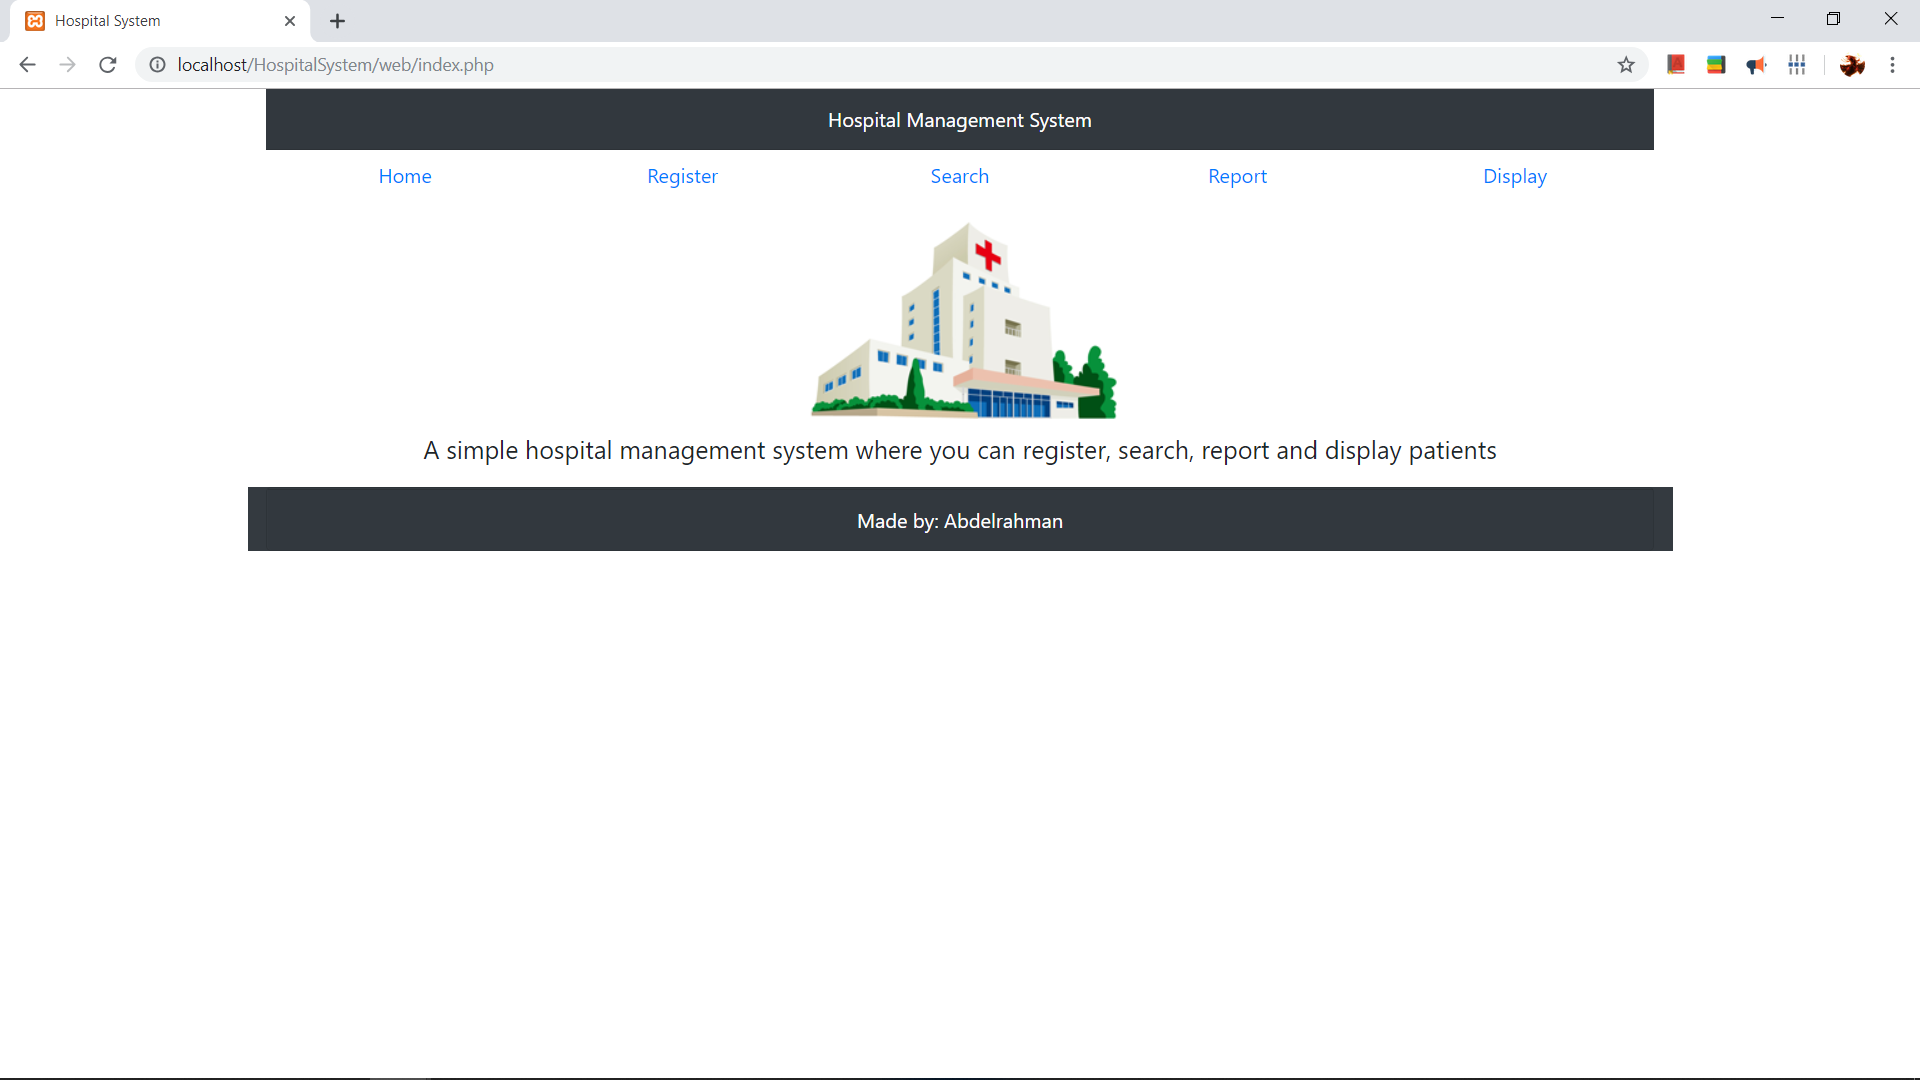 Hospital System
localhost/HospitalSystem/web/index.php
Hospital Management System
Home Register Search Report Display
A simple hospital management system where you can register, search, report and display patients
Made by: Abdelrahman